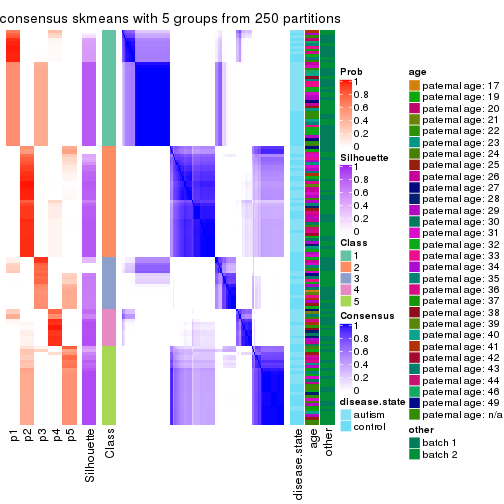 consensus skmeans with 5 groups from 250 partitions
Prob
1
0.8
0.6
0.4
0.2
0
Silhouette
1
0.8
0.6
0.4
0.2
0
Class
1
2
3
4
5
Consensus
1
0.8
0.6
0.4
0.2
0
disease.state
autism
control
age
paternal age: 17
paternal age: 19
paternal age: 20
paternal age: 21
paternal age: 22
paternal age: 23
paternal age: 24
paternal age: 25
paternal age: 26
paternal age: 27
paternal age: 28
paternal age: 29
paternal age: 30
paternal age: 31
paternal age: 32
paternal age: 33
paternal age: 34
paternal age: 35
paternal age: 36
paternal age: 37
paternal age: 38
paternal age: 39
paternal age: 40
paternal age: 41
paternal age: 42
paternal age: 43
paternal age: 44
paternal age: 46
paternal age: 49
paternal age: n/a
other
batch 1
batch 2
p1
p2
p3
p4
p5
Silhouette
Class
disease.state
age
other